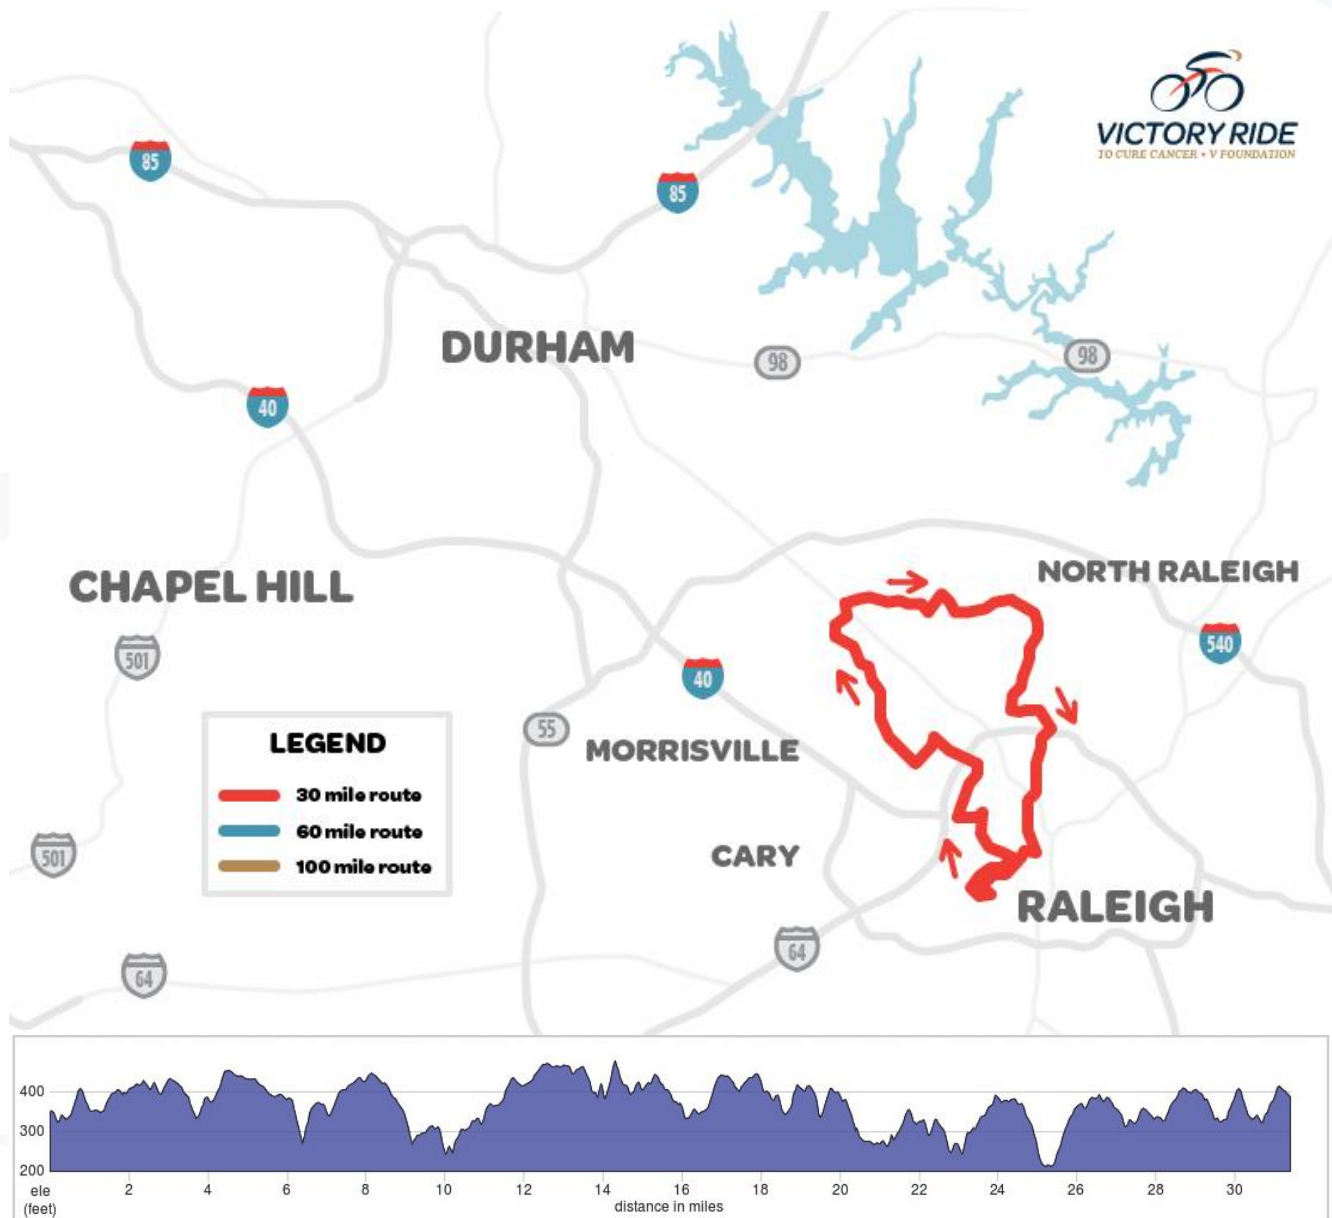 VICTORY RIDE
TO CURE CANCER • V FOUNDATION
85
85
DURHAM
98
98
40
CHAPEL HILL
NORTH RALEIGH
501
540
40
55
MORRISVILLE
LEGEND
30 mile route
60 mile route
100 mile route
501
CARY
RALEIGH
64
64
400
300
200
ele
(feet)
2 4 6 8 10 12 14 16 18 20 22 24 26 28 30
distance in miles